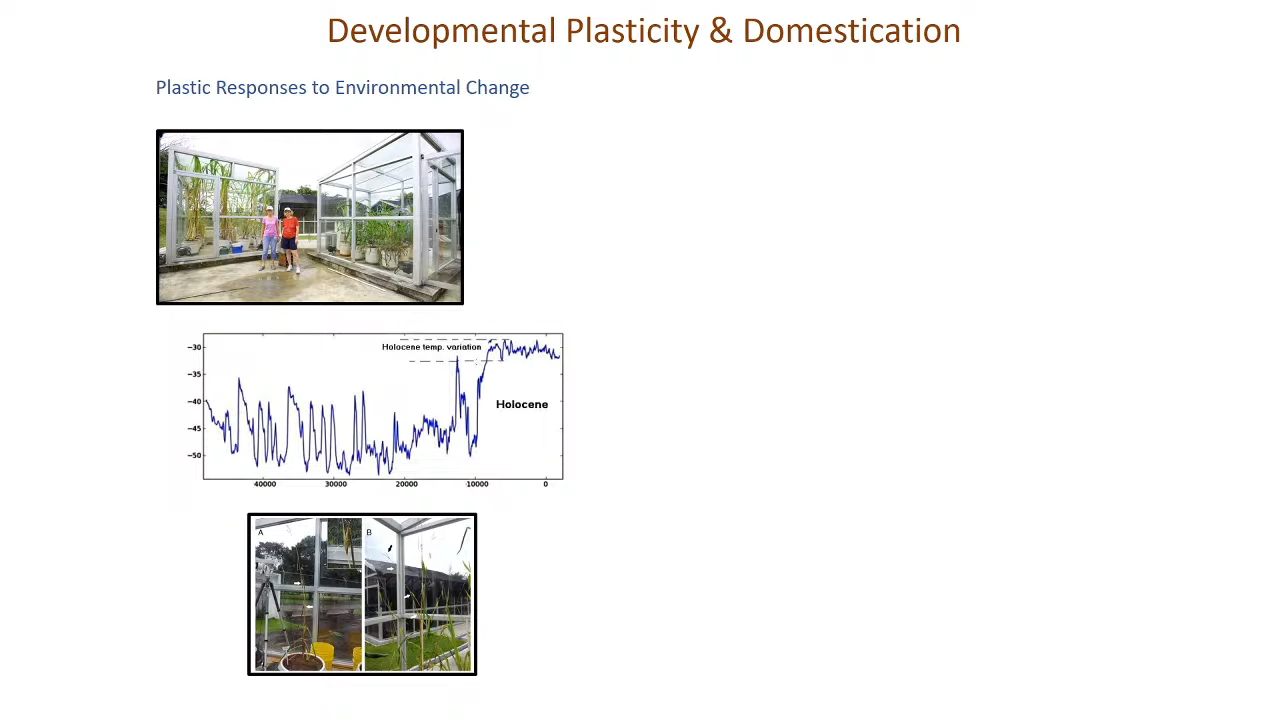 Developmental Plasticity & Domestication
Plastic Responses to Environmental Change
Holocene temp. variation
Holocene
−30
−35
−40
−45
−50
40000
30000
20000
10000
0
A
B